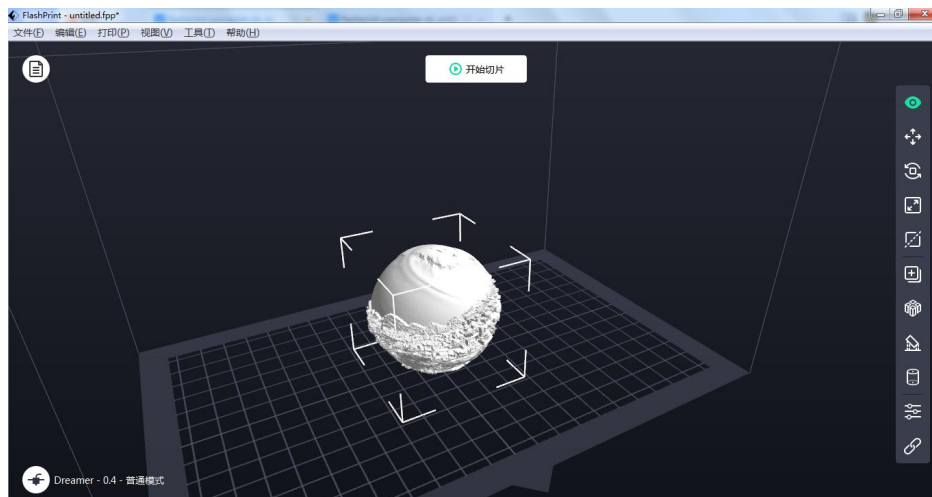 FlashPrint - untitled.fpp*
文件(F) 编辑(E) 打印(P) 视图(V) 工具(T) 帮助(H)
开始切片
Dreamer - 0.4 - 普通模式